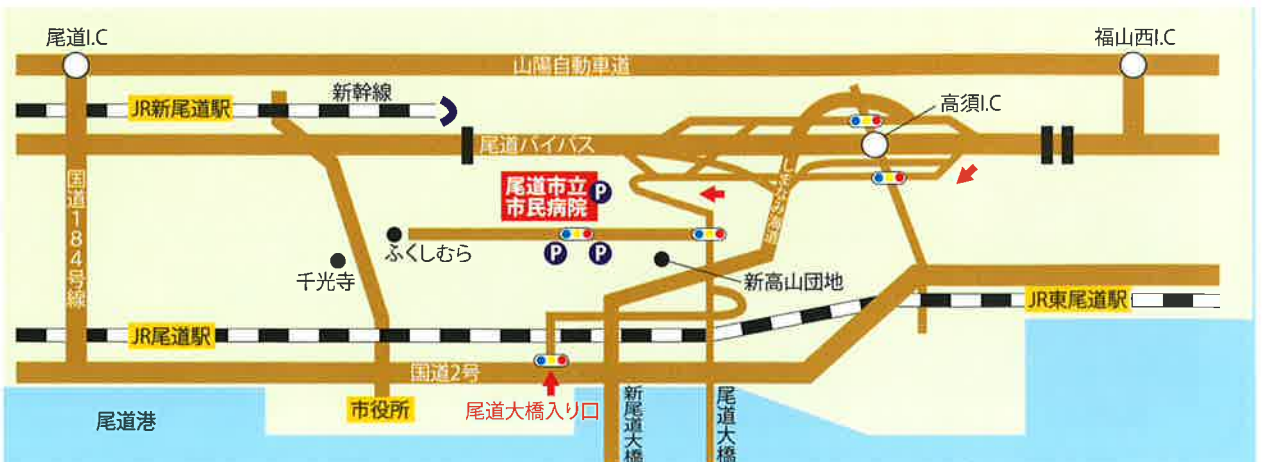 尾道I.C
福山西I.C
山陽自動車道
新幹線
高須I.C
JR新尾道駅
尾道バイパス
国道184号線
尾道市立
市民病院
P
しまなみ海道
ふくしむら
P
P
千光寺
新高山団地
JR東尾道駅
JR尾道駅
国道2号
市役所
尾道大橋入り口
新尾道大橋
尾道大橋
尾道港